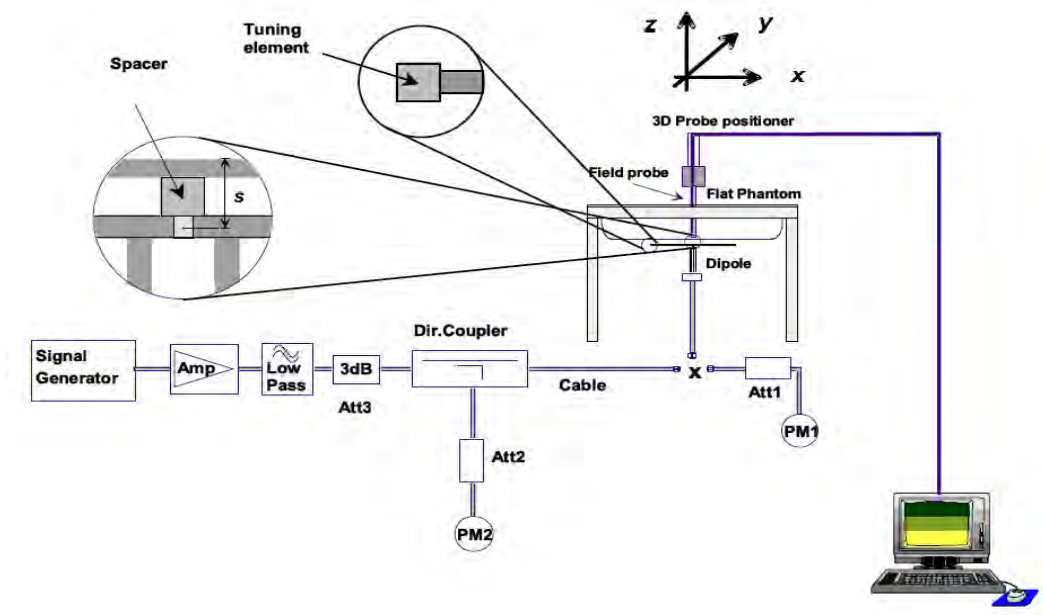 Tuning
element
Spacer
z
y
x
3D Probe positioner
Field probe
Flat Phantom
s
Dipole
Dir.Coupler
Signal
Generator
Amp
Low
Pass
3dB
Att3
Cable
x
Att1
PM1
Att2
PM2